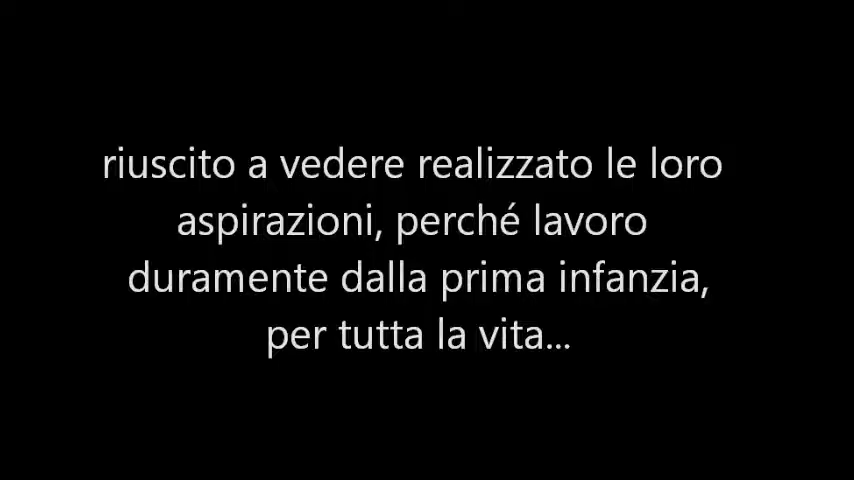 riuscito a vedere realizzato le loro
aspirazioni, perché lavoro
duramente dalla prima infanzia,
per tutta la vita...